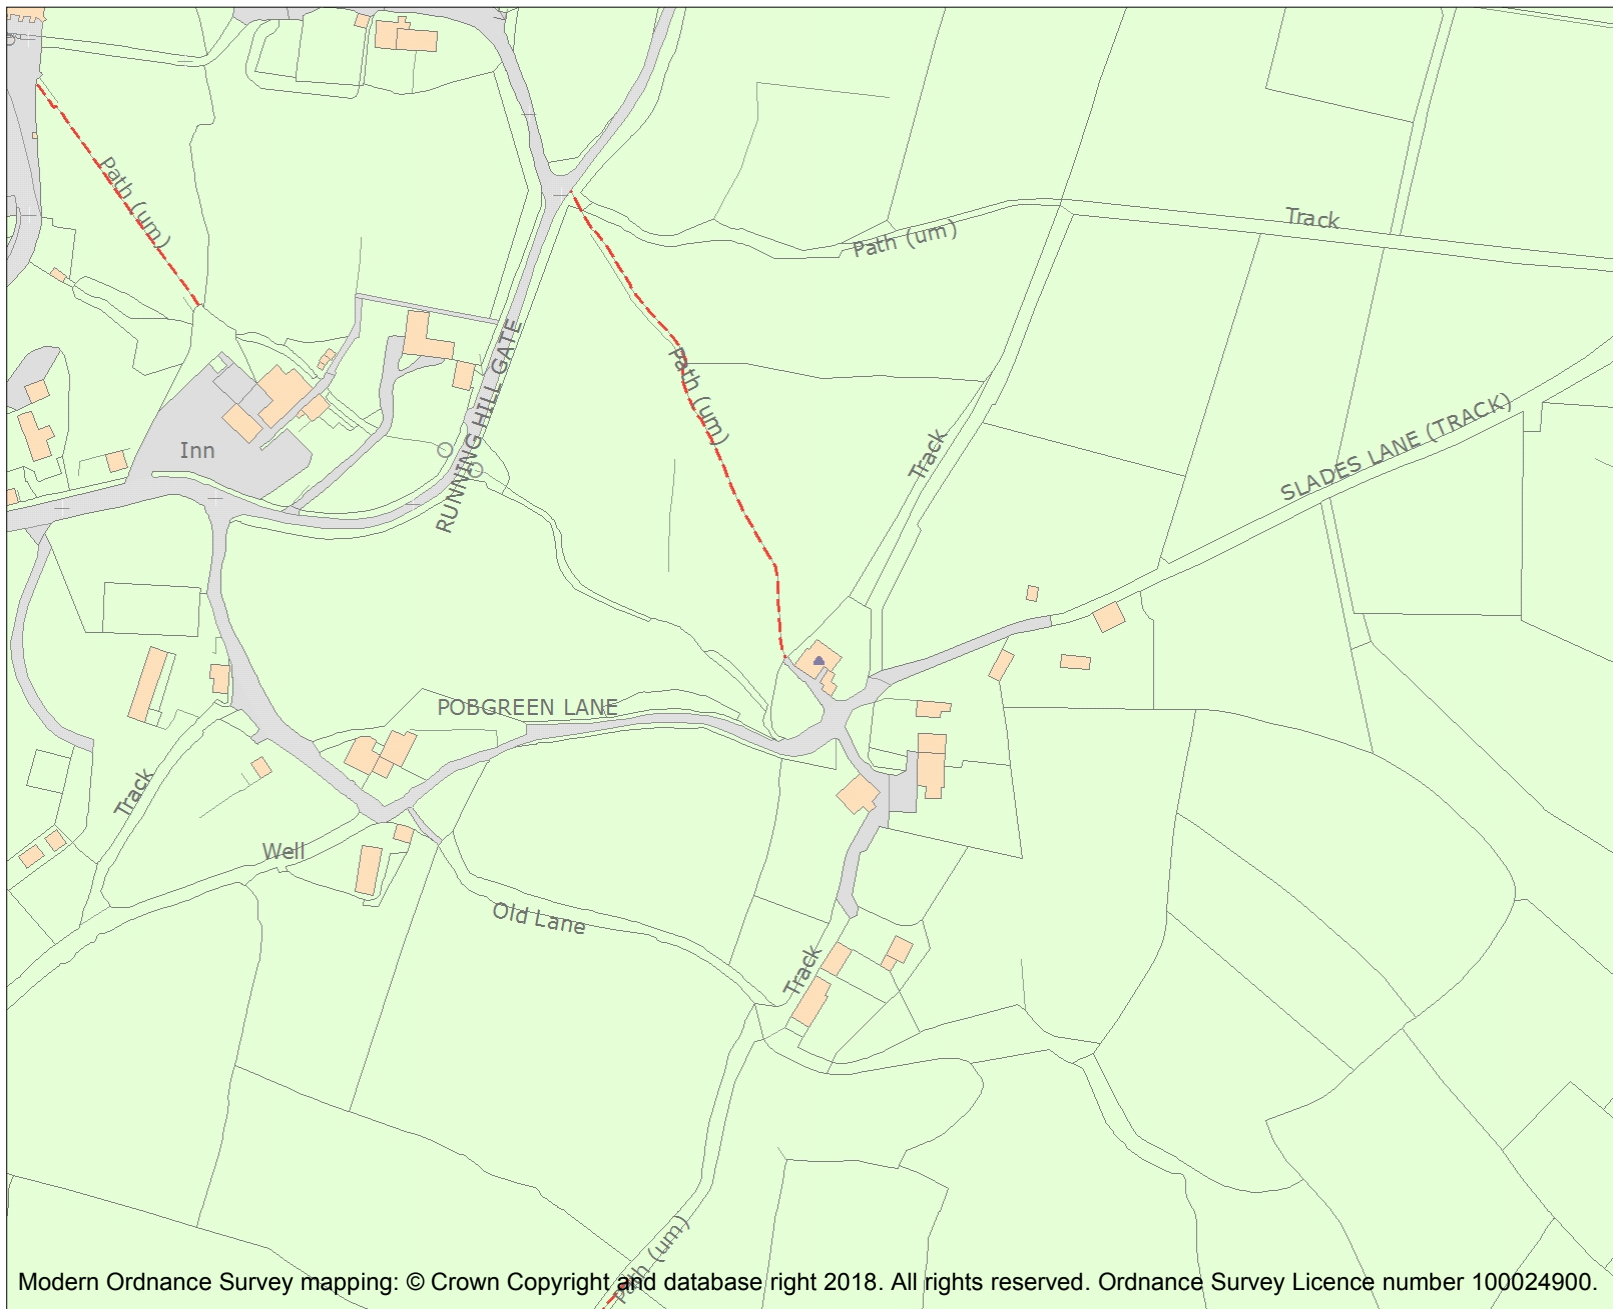 Path (um)
Track
Path (um)
RUNNING HILL GATE
Path (um)
SLADES LANE (TRACK)
Inn
Track
POBGREEN LANE
Track
Well
Old Lane
Track
Path (um)
Modern Ordnance Survey mapping: © Crown Copyright and database right 2018. All rights reserved. Ordnance Survey Licence number 100024900.